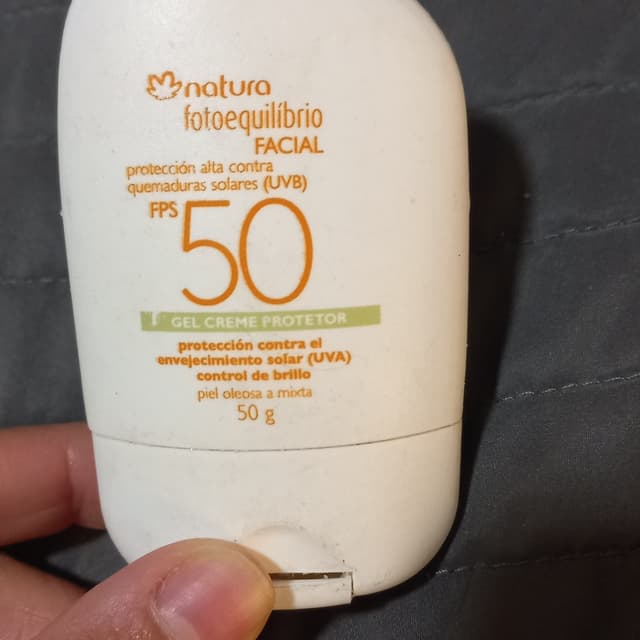 natura
fotoequilíbrio
FACIAL
protección alta contra
quemaduras solares (UVB)
FPS 50
GEL CREME PROTETOR
protección contra el
envejecimiento solar (UVA)
control de brillo
piel oleosa a mixta
50 g